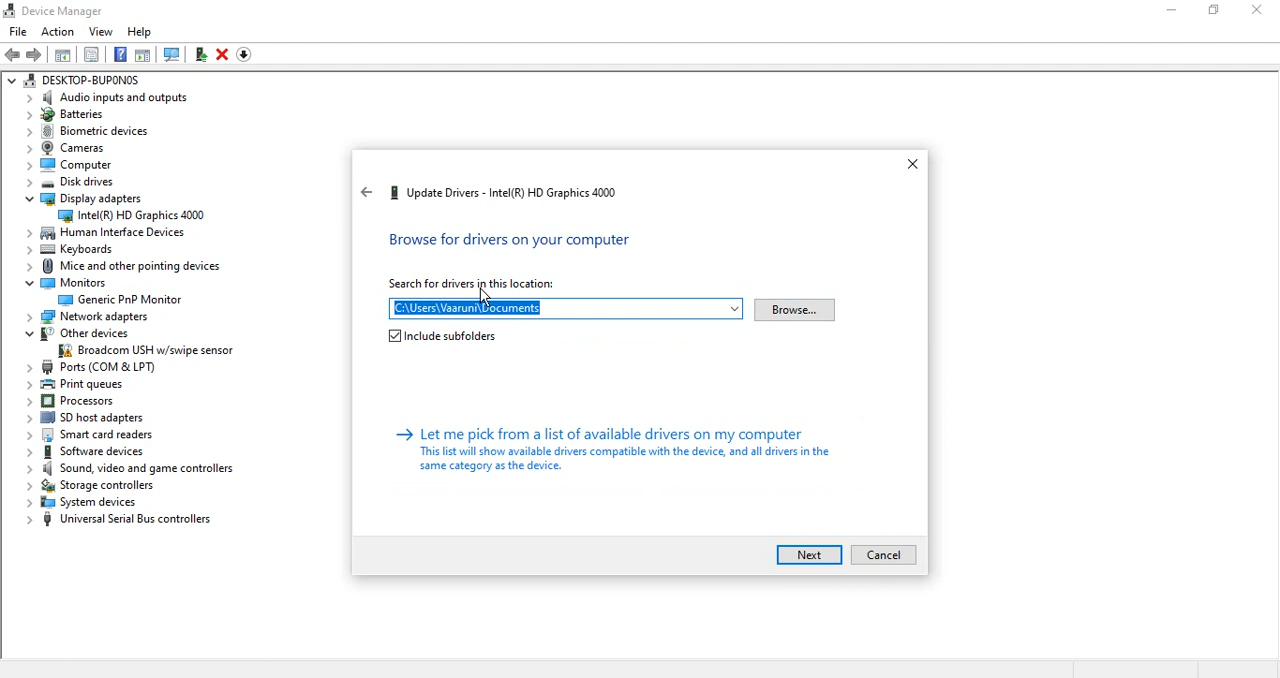 Device Manager
File Action View Help
DESKTOP-BUP0N0S
Audio inputs and outputs
Batteries
Biometric devices
Cameras
Computer
Disk drives
Display adapters
Intel(R) HD Graphics 4000
Human Interface Devices
Keyboards
Mice and other pointing devices
Monitors
Generic PnP Monitor
Network adapters
Other devices
Broadcom USH w/swipe sensor
Ports (COM & LPT)
Print queues
Processors
SD host adapters
Smart card readers
Software devices
Sound, video and game controllers
Storage controllers
System devices
Universal Serial Bus controllers
Update Drivers - Intel(R) HD Graphics 4000
Browse for drivers on your computer
Search for drivers in this location:
C:\Users\Vaaruni\Documents
Browse...
Include subfolders
Let me pick from a list of available drivers on my computer
This list will show available drivers compatible with the device, and all drivers in the
same category as the device.
Next Cancel